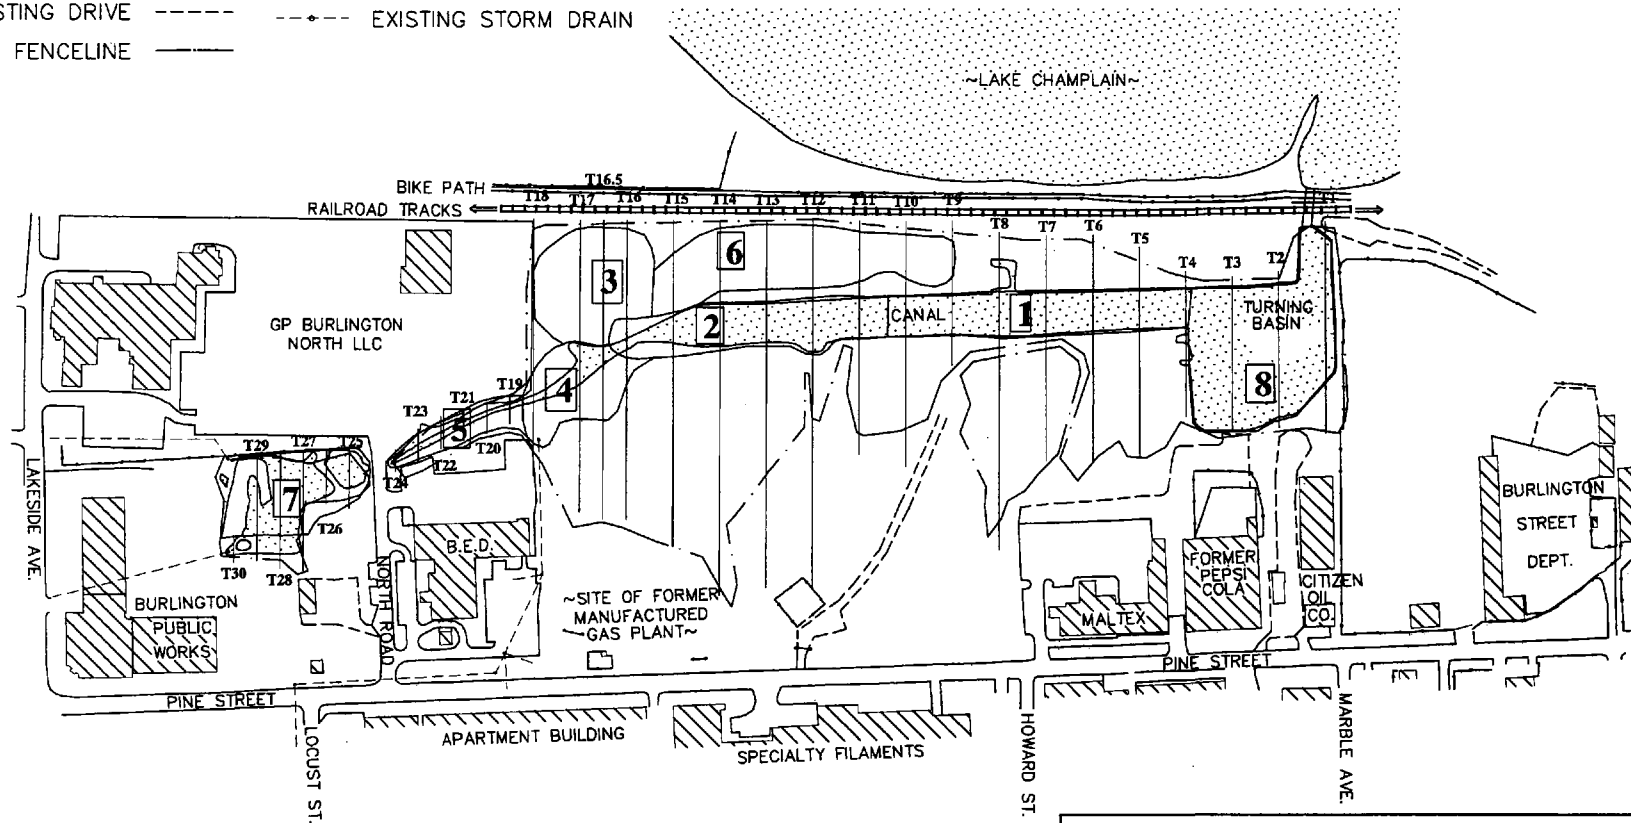 STING DRIVE
EXISTING STORM DRAIN
FENCELINE
~LAKE CHAMPLAIN~
BIKE PATH
T16.5
RAILROAD TRACKS
T18
T17
T16
T15
T14
T13
T12
T11
T10
T9
T8
T7
T6
T5
T4
T3
T2
T1
6
3
2
CANAL
1
TURNING
BASIN
8
4
5
7
GP BURLINGTON
NORTH LLC
T19
T21
T23
T20
T22
T24
T25
T27
T29
T26
T28
T30
LAKESIDE AVE.
BURLINGTON
PUBLIC
WORKS
NORTH ROAD
B.E.D.
~SITE OF FORMER
MANUFACTURED
GAS PLANT~
MALTEX
FORMER
PEPSI
COLA
CITIZEN
OIL
CO.
BURLINGTON
STREET
DEPT.
PINE STREET
PINE STREET
LOCUST ST.
APARTMENT BUILDING
SPECIALTY FILAMENTS
HOWARD ST.
MARBLE AVE.